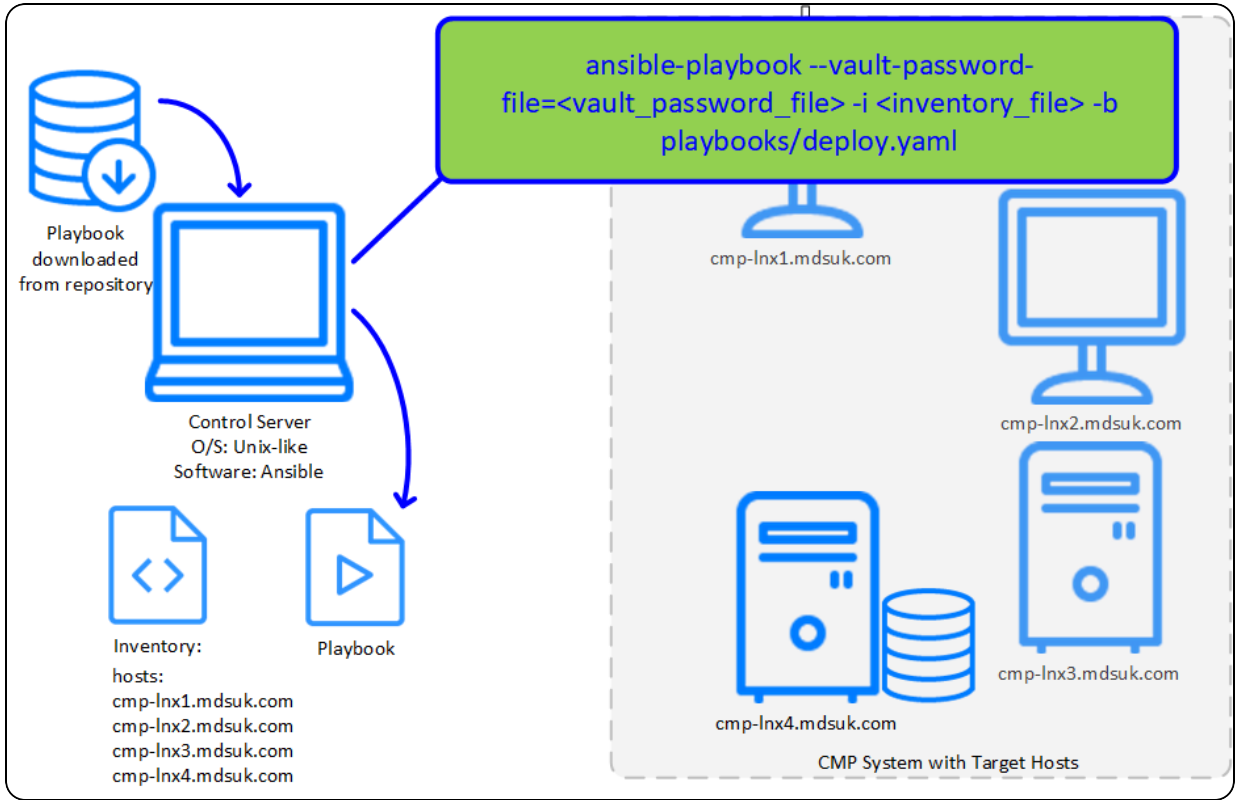 ansible-playbook --vault-password-
file=<vault_password_file> -i <inventory_file> -b
playbooks/deploy.yaml
Playbook
downloaded
from repository
cmp-lnx1.mdsuk.com
Control Server
O/S: Unix-like
Software: Ansible
cmp-lnx2.mdsuk.com
Inventory:
hosts:
cmp-lnx1.mdsuk.com
cmp-lnx2.mdsuk.com
cmp-lnx3.mdsuk.com
cmp-lnx4.mdsuk.com
Playbook
cmp-lnx3.mdsuk.com
cmp-lnx4.mdsuk.com
CMP System with Target Hosts